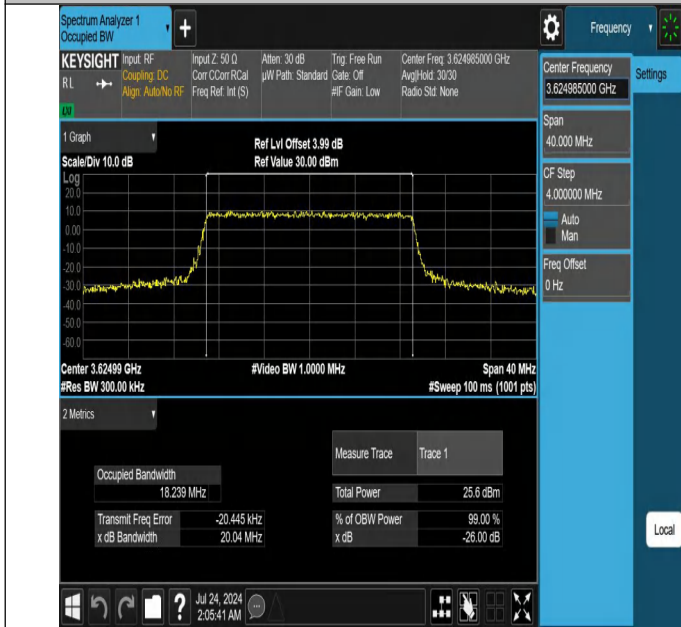 Spectrum Analyzer 1
Occupied BW
+
Frequency
KEYSIGHT
RL
LXI
Input: RF
Coupling: DC
Align: Auto/No RF
Input Z: 50 Ω
Corr CCorr RCal
Freq Ref: Int (S)
Atten: 30 dB
µW Path: Standard
Trig: Free Run
Gate: Off
#IF Gain: Low
Center Freq: 3.624985000 GHz
Avg|Hold: 30/30
Radio Std: None
Center Frequency
3.624985000 GHz
Settings
Span
40.000 MHz
CF Step
4.000000 MHz
Auto
Man
Freq Offset
0 Hz
1 Graph
Scale/Div 10.0 dB
Ref Lvl Offset 3.99 dB
Ref Value 30.00 dBm
Log
20.0
10.0
0.00
-10.0
-20.0
-30.0
-40.0
-50.0
-60.0
Center 3.62499 GHz
#Res BW 300.00 kHz
#Video BW 1.0000 MHz
Span 40 MHz
#Sweep 100 ms (1001 pts)
2 Metrics
Measure Trace Trace 1
Occupied Bandwidth
18.239 MHz
Total Power 25.6 dBm
Transmit Freq Error -20.445 kHz
% of OBW Power 99.00 %
x dB Bandwidth 20.04 MHz
x dB -26.00 dB
Local
?
Jul 24, 2024
2:05:41 AM